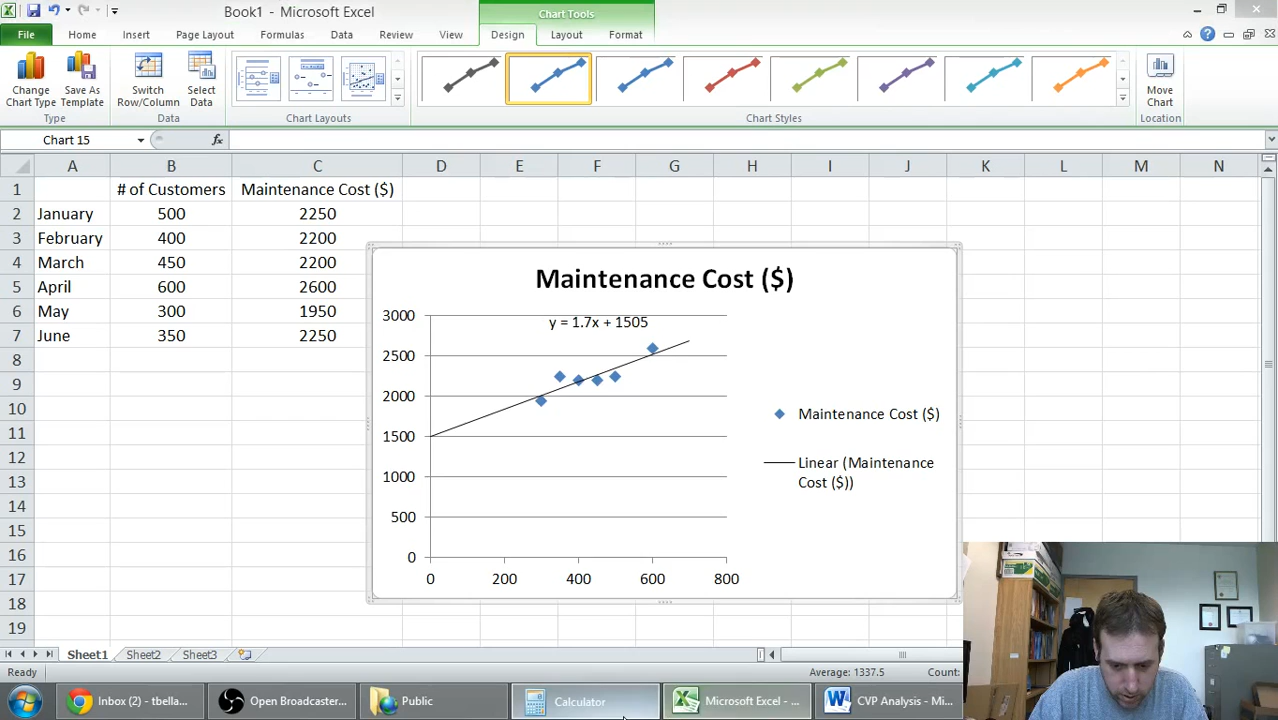 Book1 - Microsoft Excel
Chart Tools
File Home Insert Page Layout Formulas Data Review View Design Layout Format
Change Chart Type
Save As Template
Switch Row/Column
Select Data
Move Chart
Type Data Chart Layouts Chart Styles Location
Chart 15 fx
A B C D E F G H I J K L M N
1 # of Customers Maintenance Cost ($)
2 January 500 2250
3 February 400 2200
4 March 450 2200
5 April 600 2600
6 May 300 1950
7 June 350 2250
8
9
10
11
12
13
14
15
16
17
18
19
Maintenance Cost ($)
y = 1.7x + 1505
3000
2500
2000
1500
1000
500
0
0 200 400 600 800
Maintenance Cost ($)
Linear (Maintenance
Cost ($))
Sheet1 Sheet2 Sheet3
Ready Average: 1337.5 Count:
Inbox (2) - tbella... Open Broadcaster... Public Calculator Microsoft Excel - ... CVP Analysis - Mi...